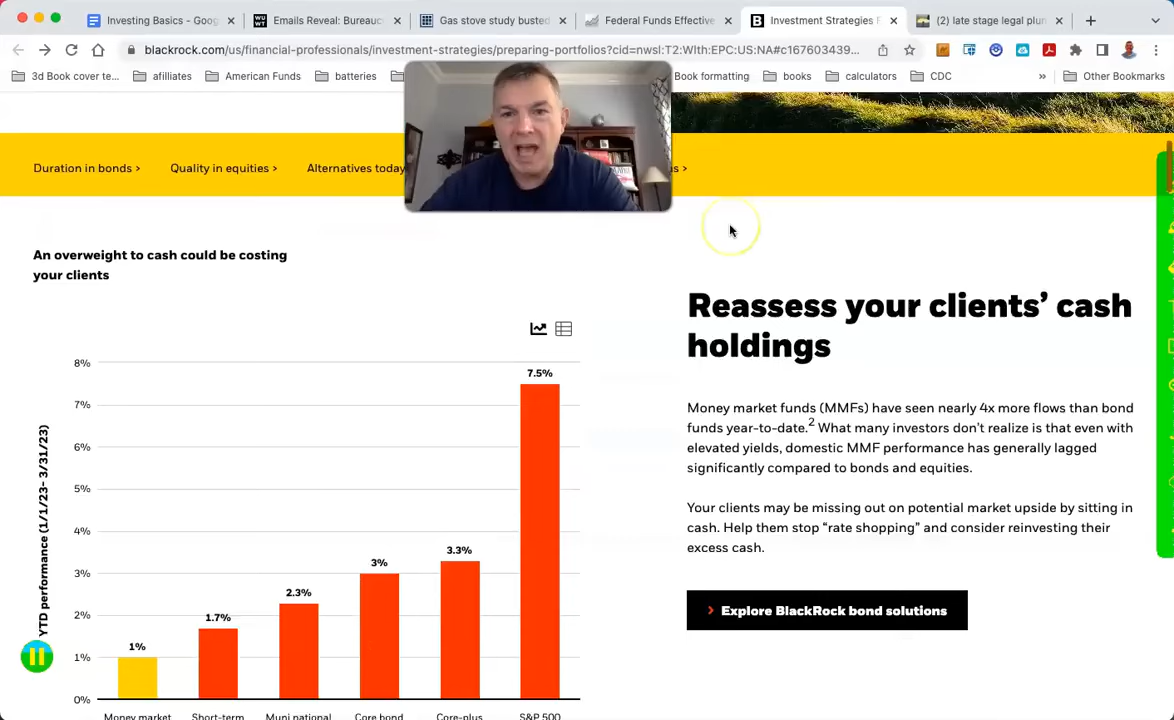 Investing Basics - Goog
Emails Reveal: Bureauc
Gas stove study busted
Federal Funds Effective
Investment Strategies F
(2) late stage legal plun
blackrock.com/us/financial-professionals/investment-strategies/preparing-portfolios?cid=nwsl:T2:WIth:EPC:US:NA#c167603439...
3d Book cover te...
afilliates
American Funds
batteries
Book formatting
books
calculators
CDC
»
Other Bookmarks
Duration in bonds >
Quality in equities >
Alternatives today
An overweight to cash could be costing
your clients
Reassess your clients’ cash
holdings
Money market funds (MMFs) have seen nearly 4x more flows than bond
funds year-to-date.2 What many investors don’t realize is that even with
elevated yields, domestic MMF performance has generally lagged
significantly compared to bonds and equities.
Your clients may be missing out on potential market upside by sitting in
cash. Help them stop “rate shopping” and consider reinvesting their
excess cash.
> Explore BlackRock bond solutions
YTD performance (1/1/23- 3/31/23)
8%
7%
6%
5%
4%
3%
2%
1%
0%
1%
1.7%
2.3%
3%
3.3%
7.5%
Money market
Short-term
Muni national
Core bond
Core-plus
S&P 500